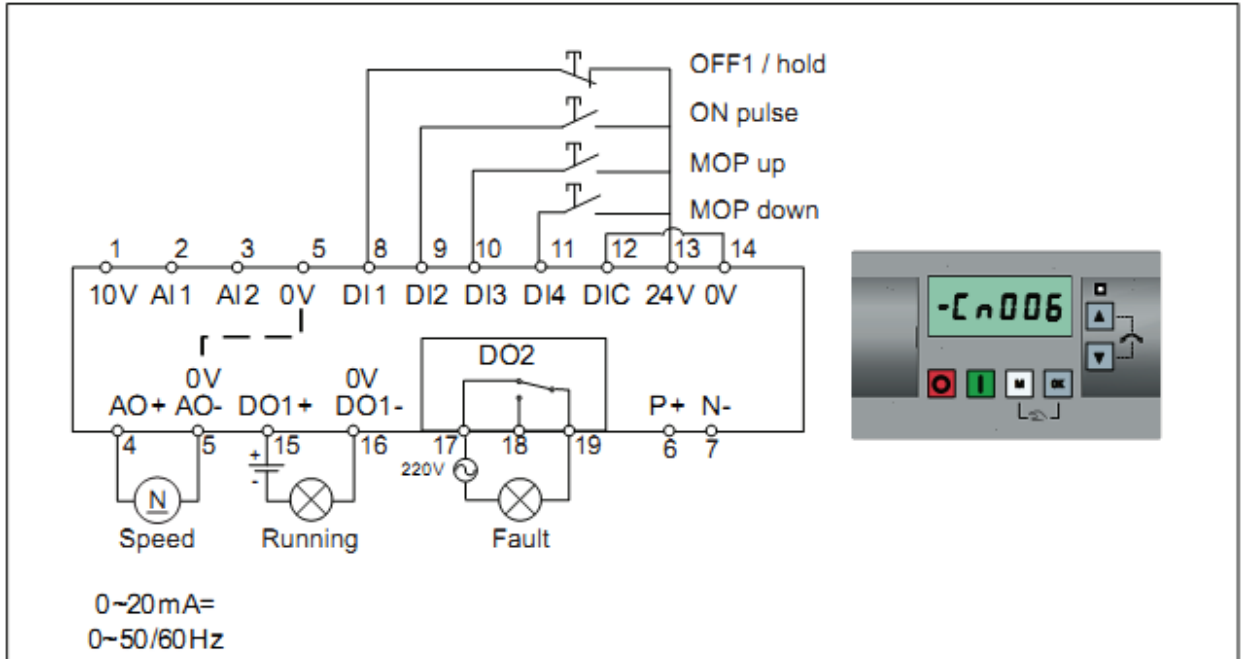 OFF1 / hold
ON pulse
MOP up
MOP down
1 2 3 5 8 9 10 11 12 13 14
10V AI1 AI2 0V DI1 DI2 DI3 DI4 DIC 24V 0V
-Cn006
DO2
0V 0V
AO+ AO- DO1+ DO1- P+ N-
M OK
4 5 15 16 17 18 19 6 7
+
-
220V
N
Speed Running Fault
0~20mA=
0~50/60Hz